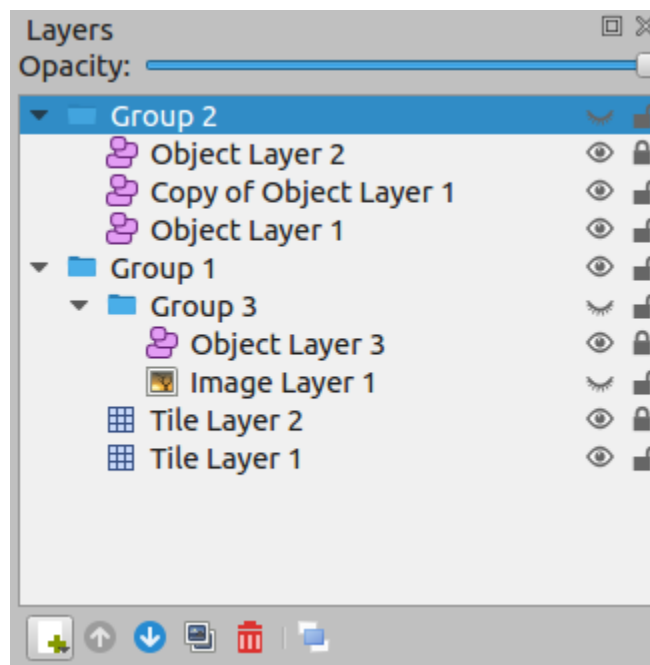 Layers
Opacity:
Group 2
Object Layer 2
Copy of Object Layer 1
Object Layer 1
Group 1
Group 3
Object Layer 3
Image Layer 1
Tile Layer 2
Tile Layer 1